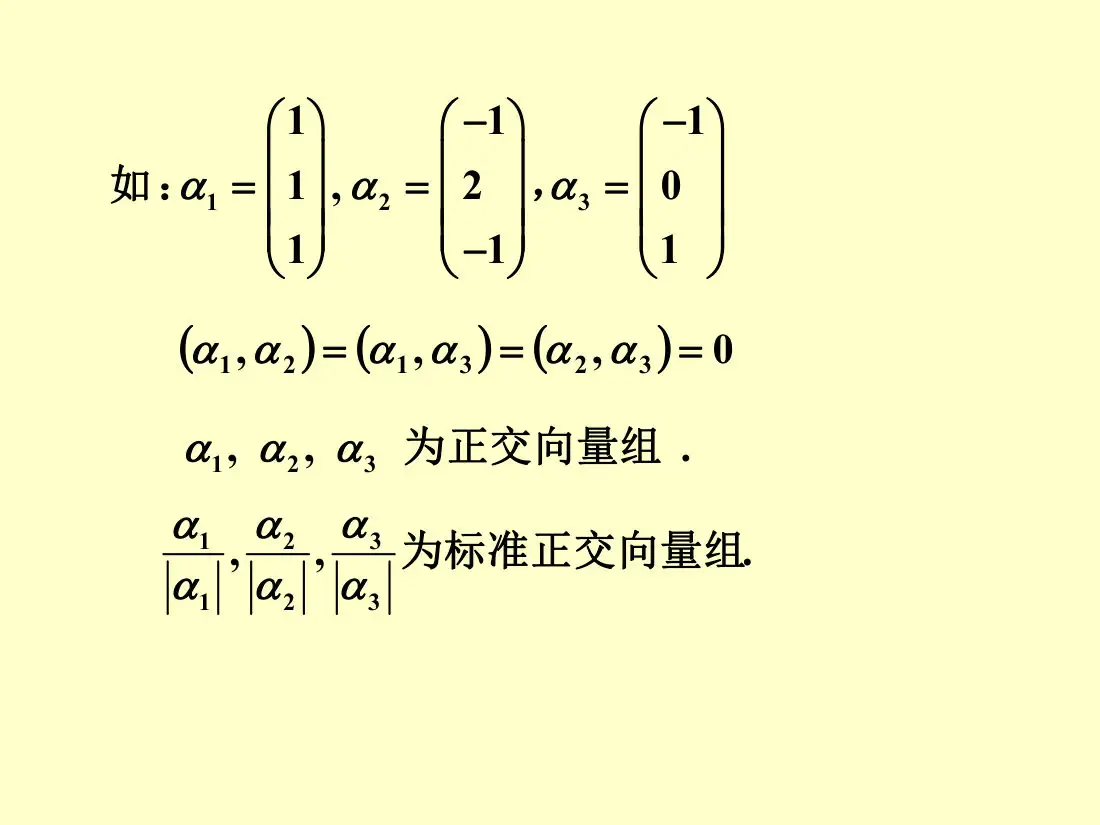 如：α₁ = (1 1 1), α₂ = (−1 2 −1), α₃ = (−1 0 1)
(α₁, α₂) = (α₁, α₃) = (α₂, α₃) = 0
α₁, α₂, α₃ 为正交向量组 .
α₁/|α₁|, α₂/|α₂|, α₃/|α₃| 为标准正交向量组.